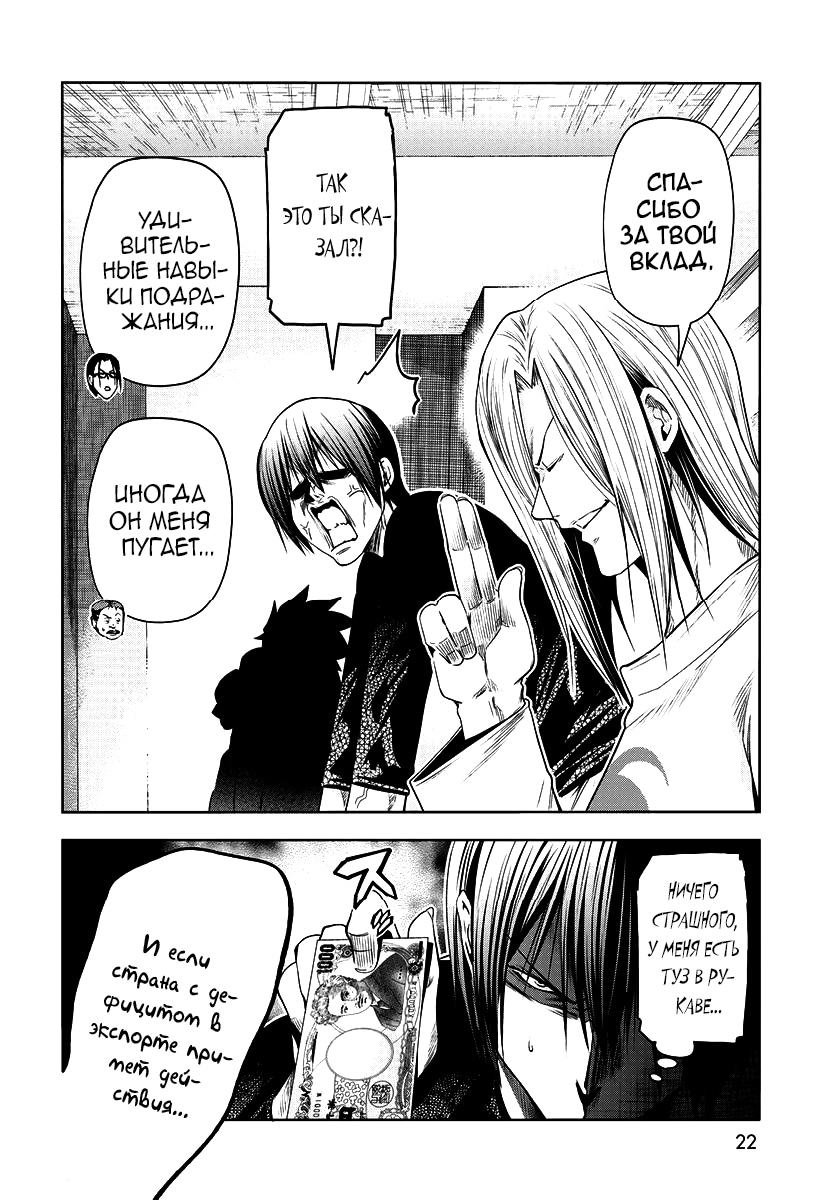 СПА-
СИБО
ЗА ТВОЙ
ВКЛАД.
ТАК
ЭТО ТЫ СКА-
ЗАЛ?!
УДИ-
ВИТЕЛЬ-
НЫЕ НАВЫ-
КИ ПОДРА-
ЖАНИЯ...
ИНОГДА
ОН МЕНЯ
ПУГАЕТ...
НИЧЕГО
СТРАШНОГО,
У МЕНЯ ЕСТЬ
ТУЗ В РУ-
КАВЕ...
ス
1000
И если
страна с де-
фицитом в
экспорте при-
мет дей-
ствия...
22